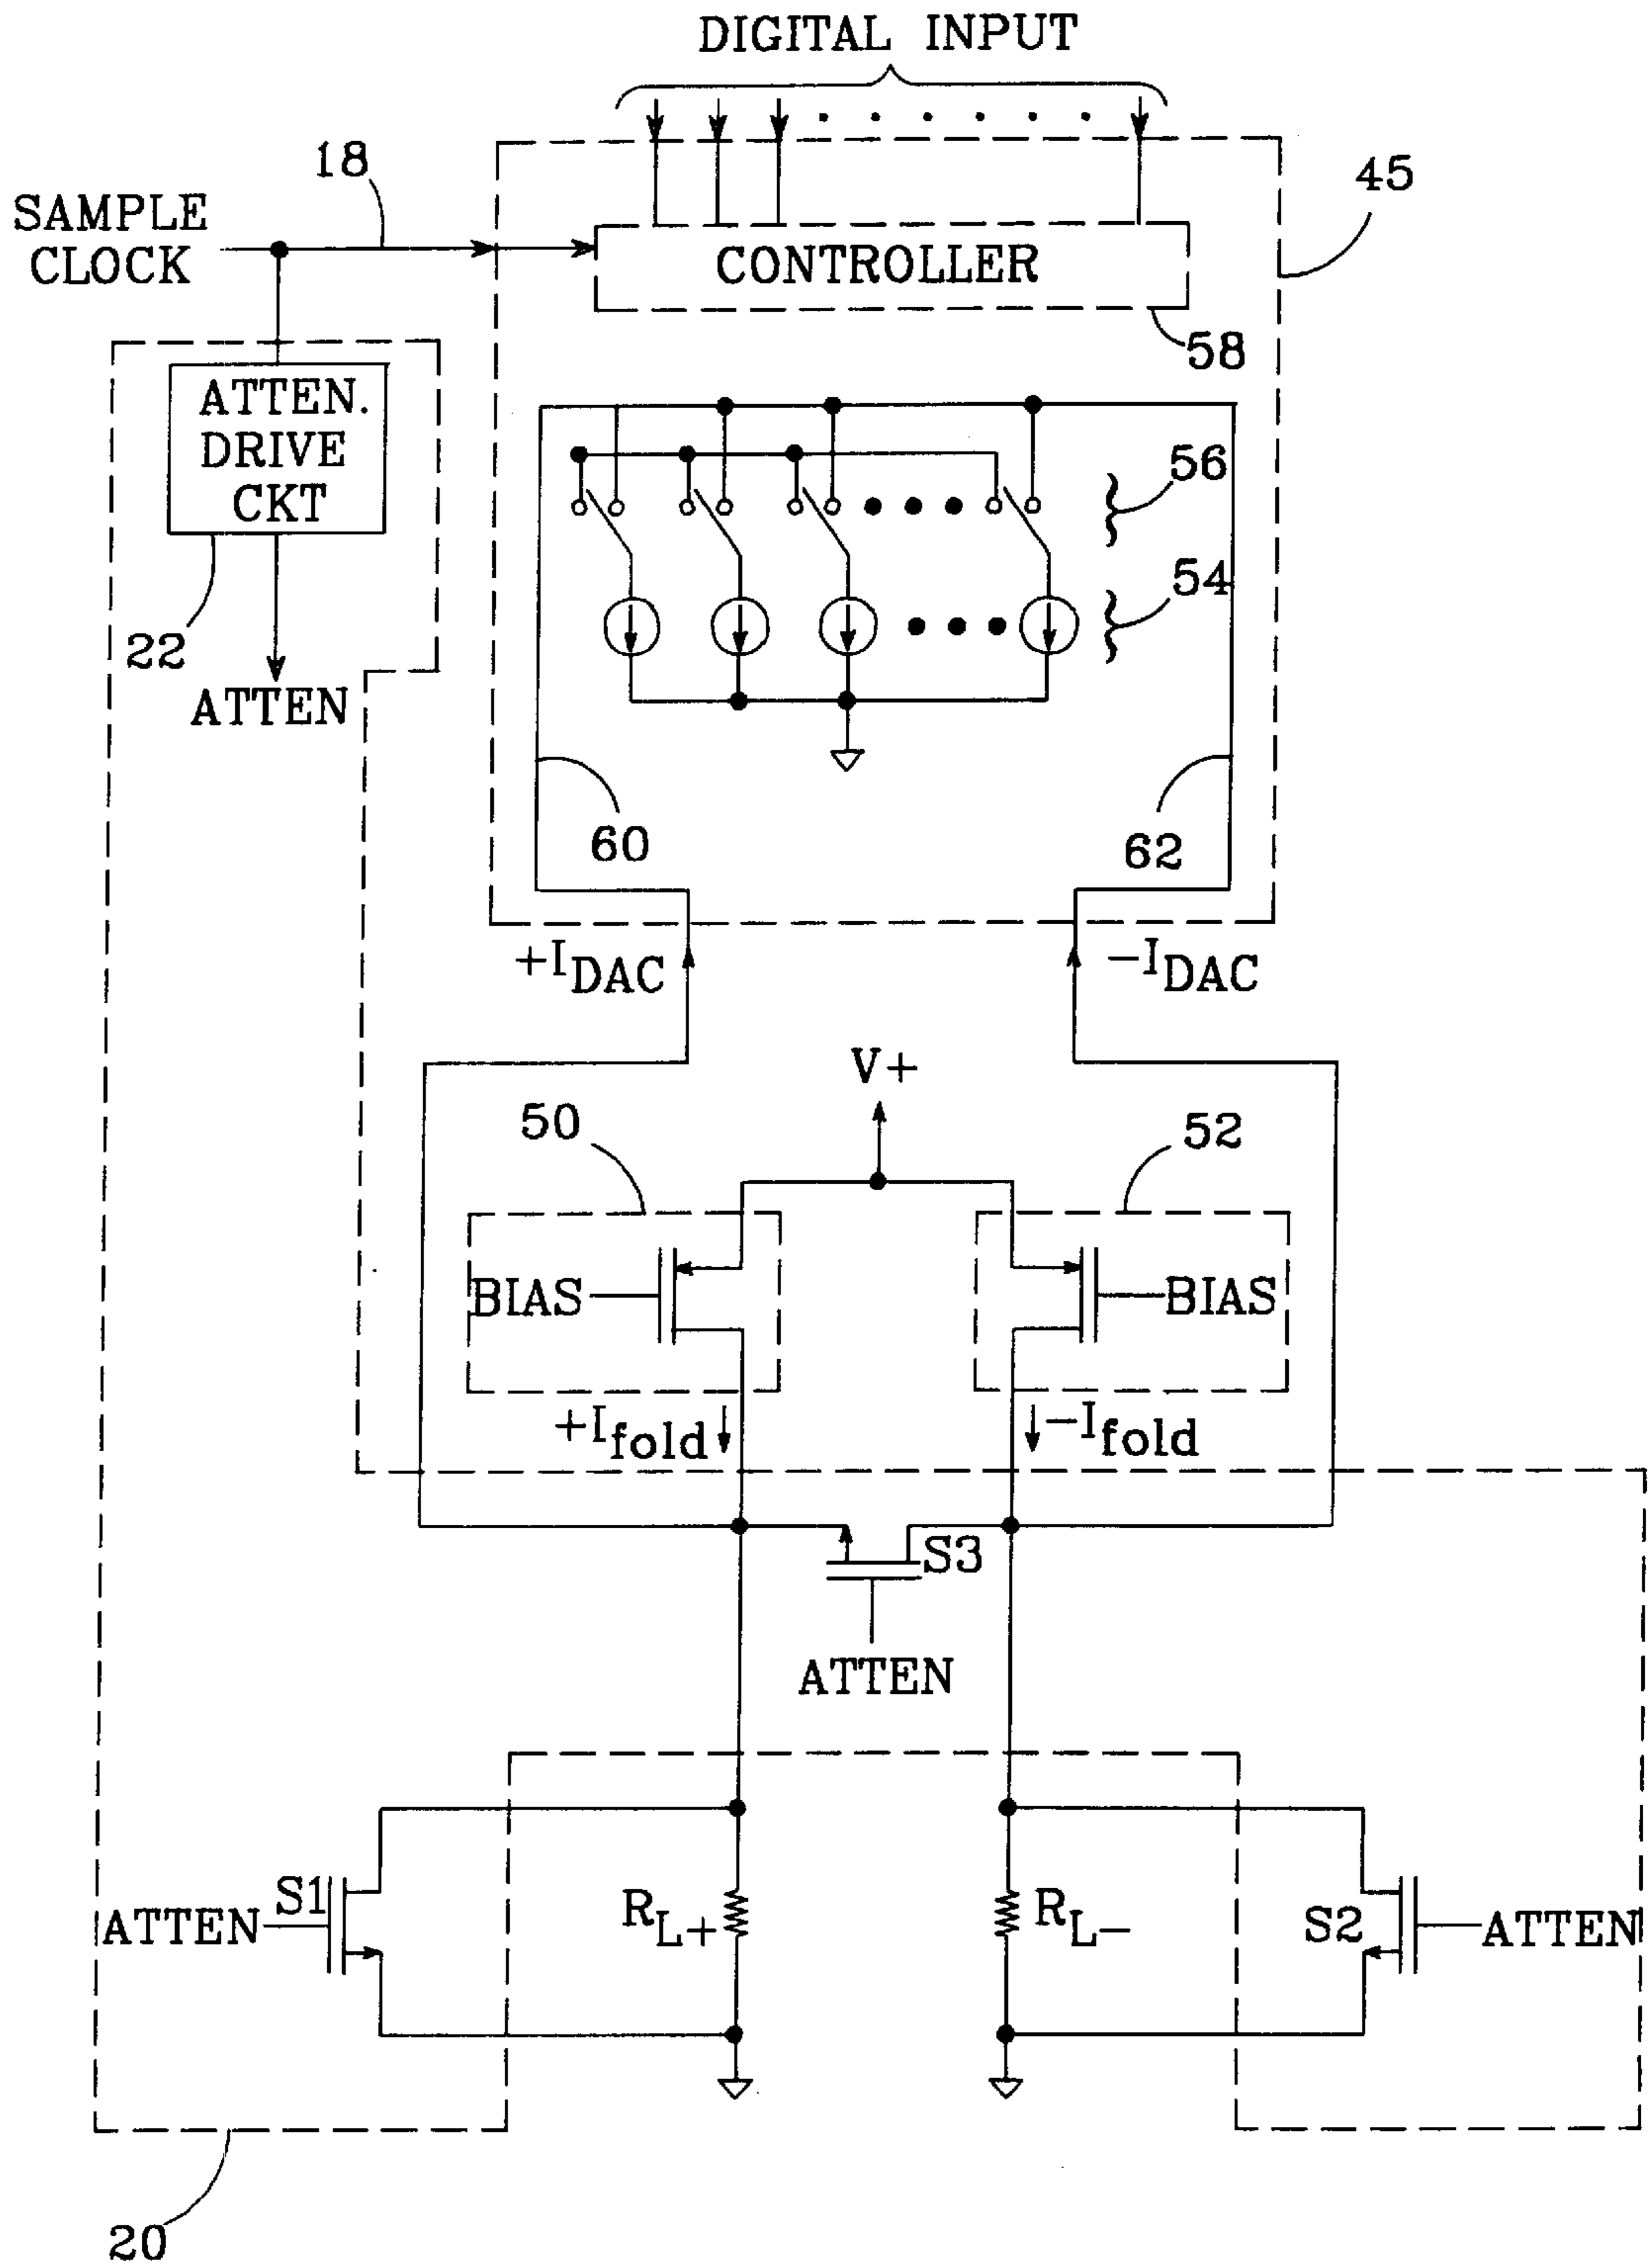 DIGITAL INPUT
18
45
SAMPLE
CLOCK
CONTROLLER
58
ATTEN.
DRIVE
CKT
56
54
22
ATTEN
60
62
+IDAC
-IDAC
V+
50
52
BIAS
BIAS
+Ifold
-Ifold
S3
ATTEN
S1
ATTEN
RL+
RL-
S2
ATTEN
20